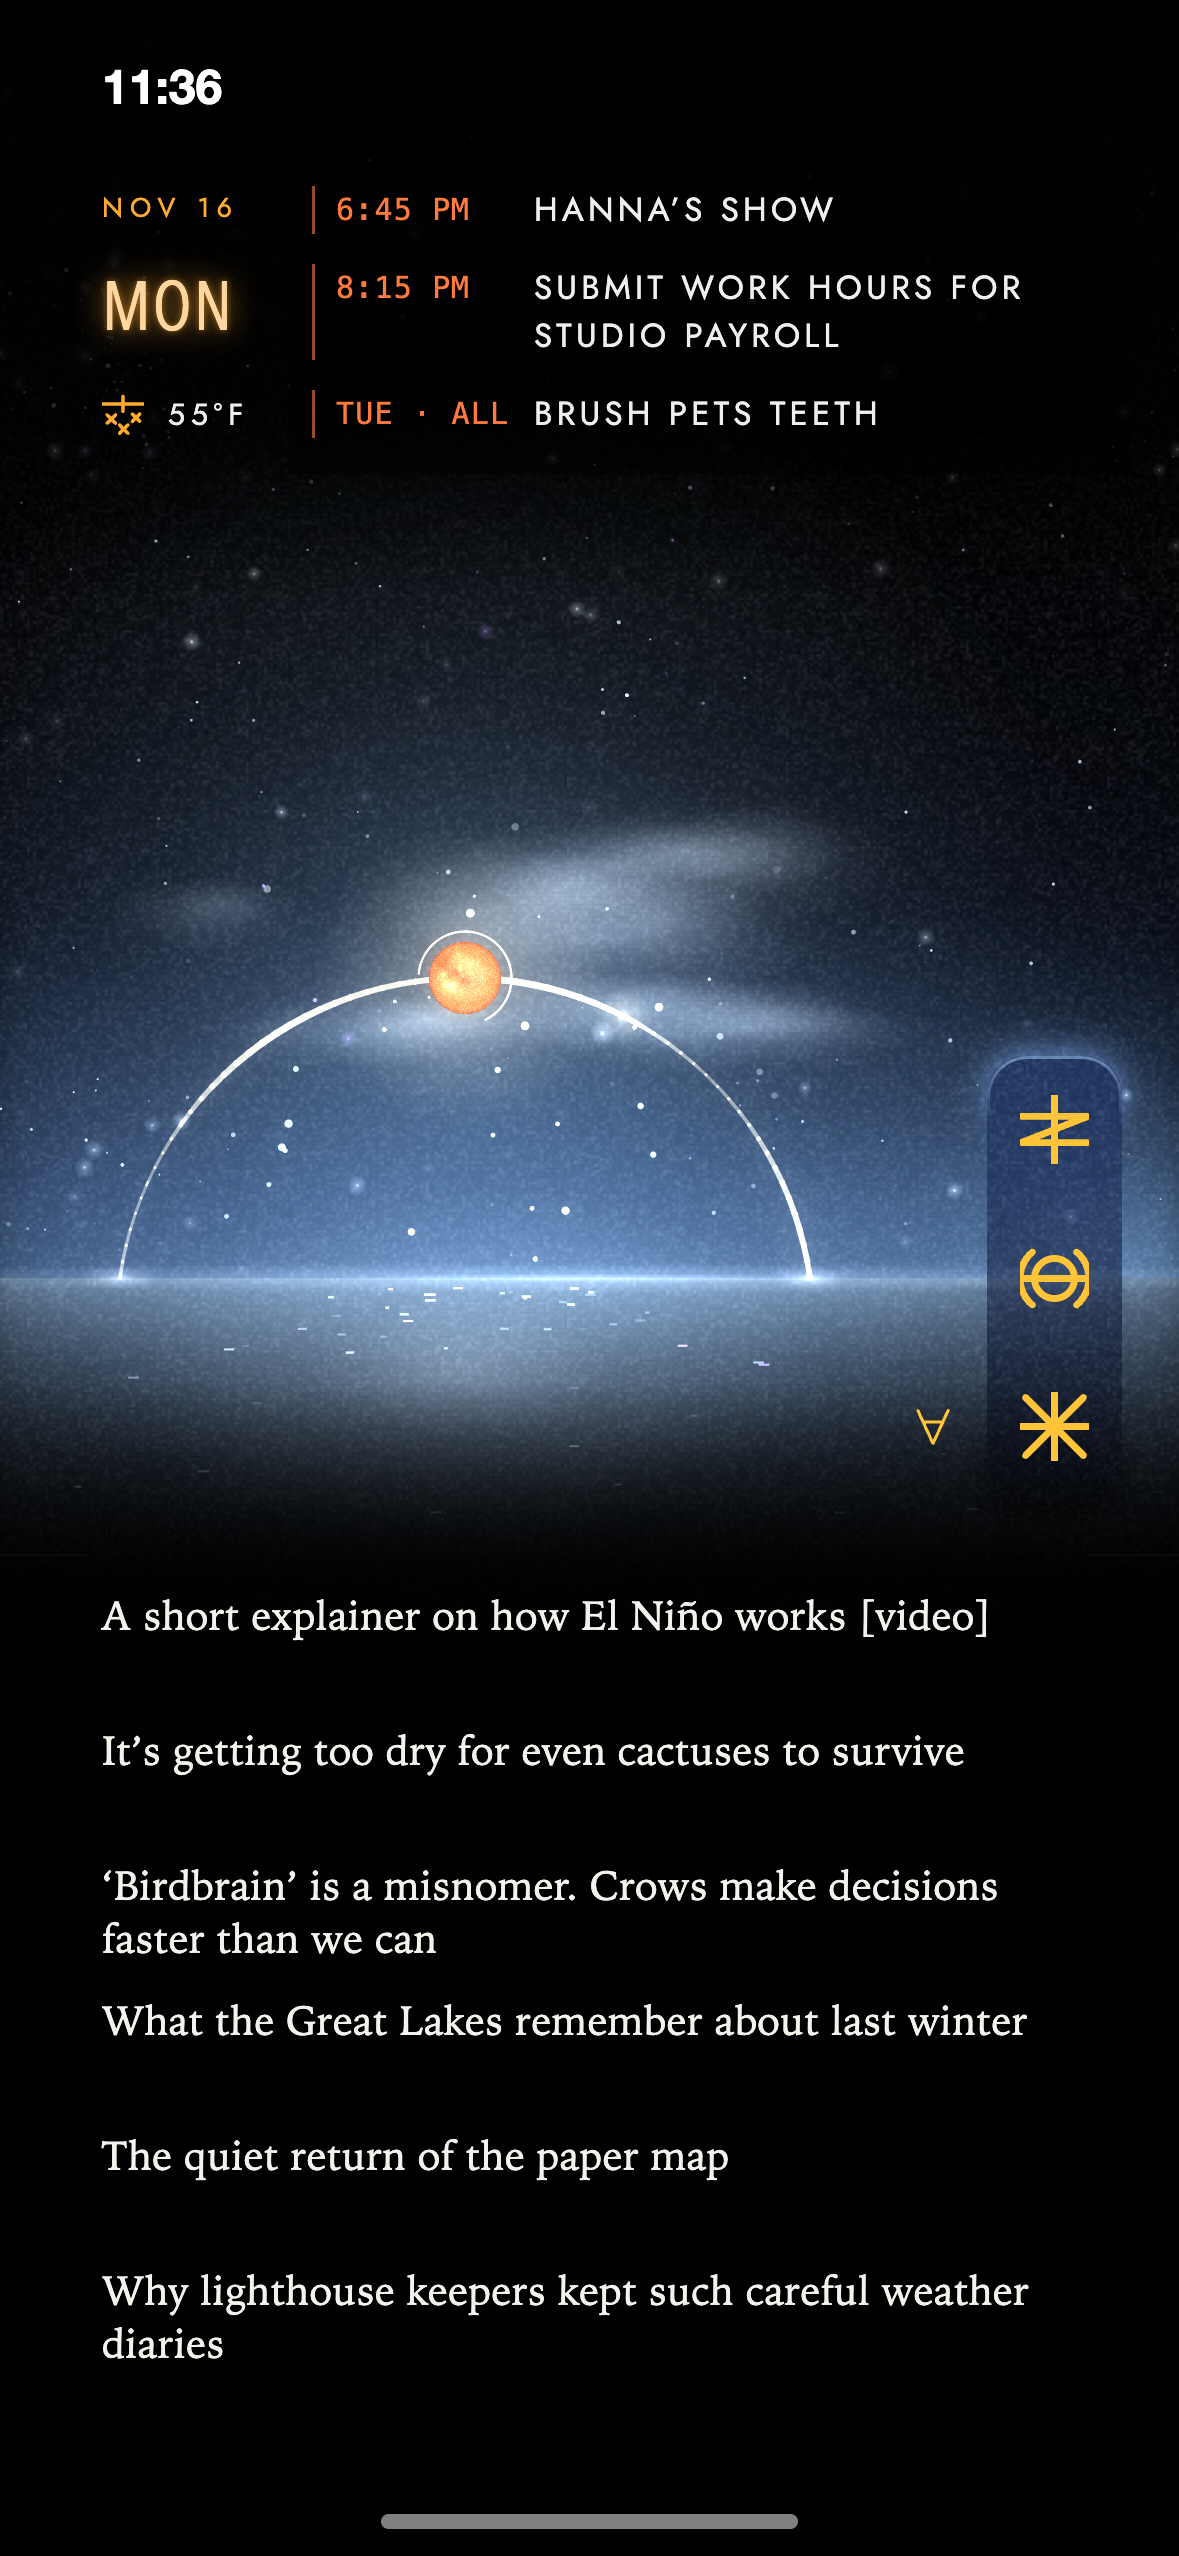 11:36
NOV 16
MON
55°F
6:45 PM HANNA’S SHOW
8:15 PM SUBMIT WORK HOURS FOR
STUDIO PAYROLL
TUE · ALL BRUSH PETS TEETH
∀
A short explainer on how El Niño works [video]
It’s getting too dry for even cactuses to survive
‘Birdbrain’ is a misnomer. Crows make decisions
faster than we can
What the Great Lakes remember about last winter
The quiet return of the paper map
Why lighthouse keepers kept such careful weather
diaries